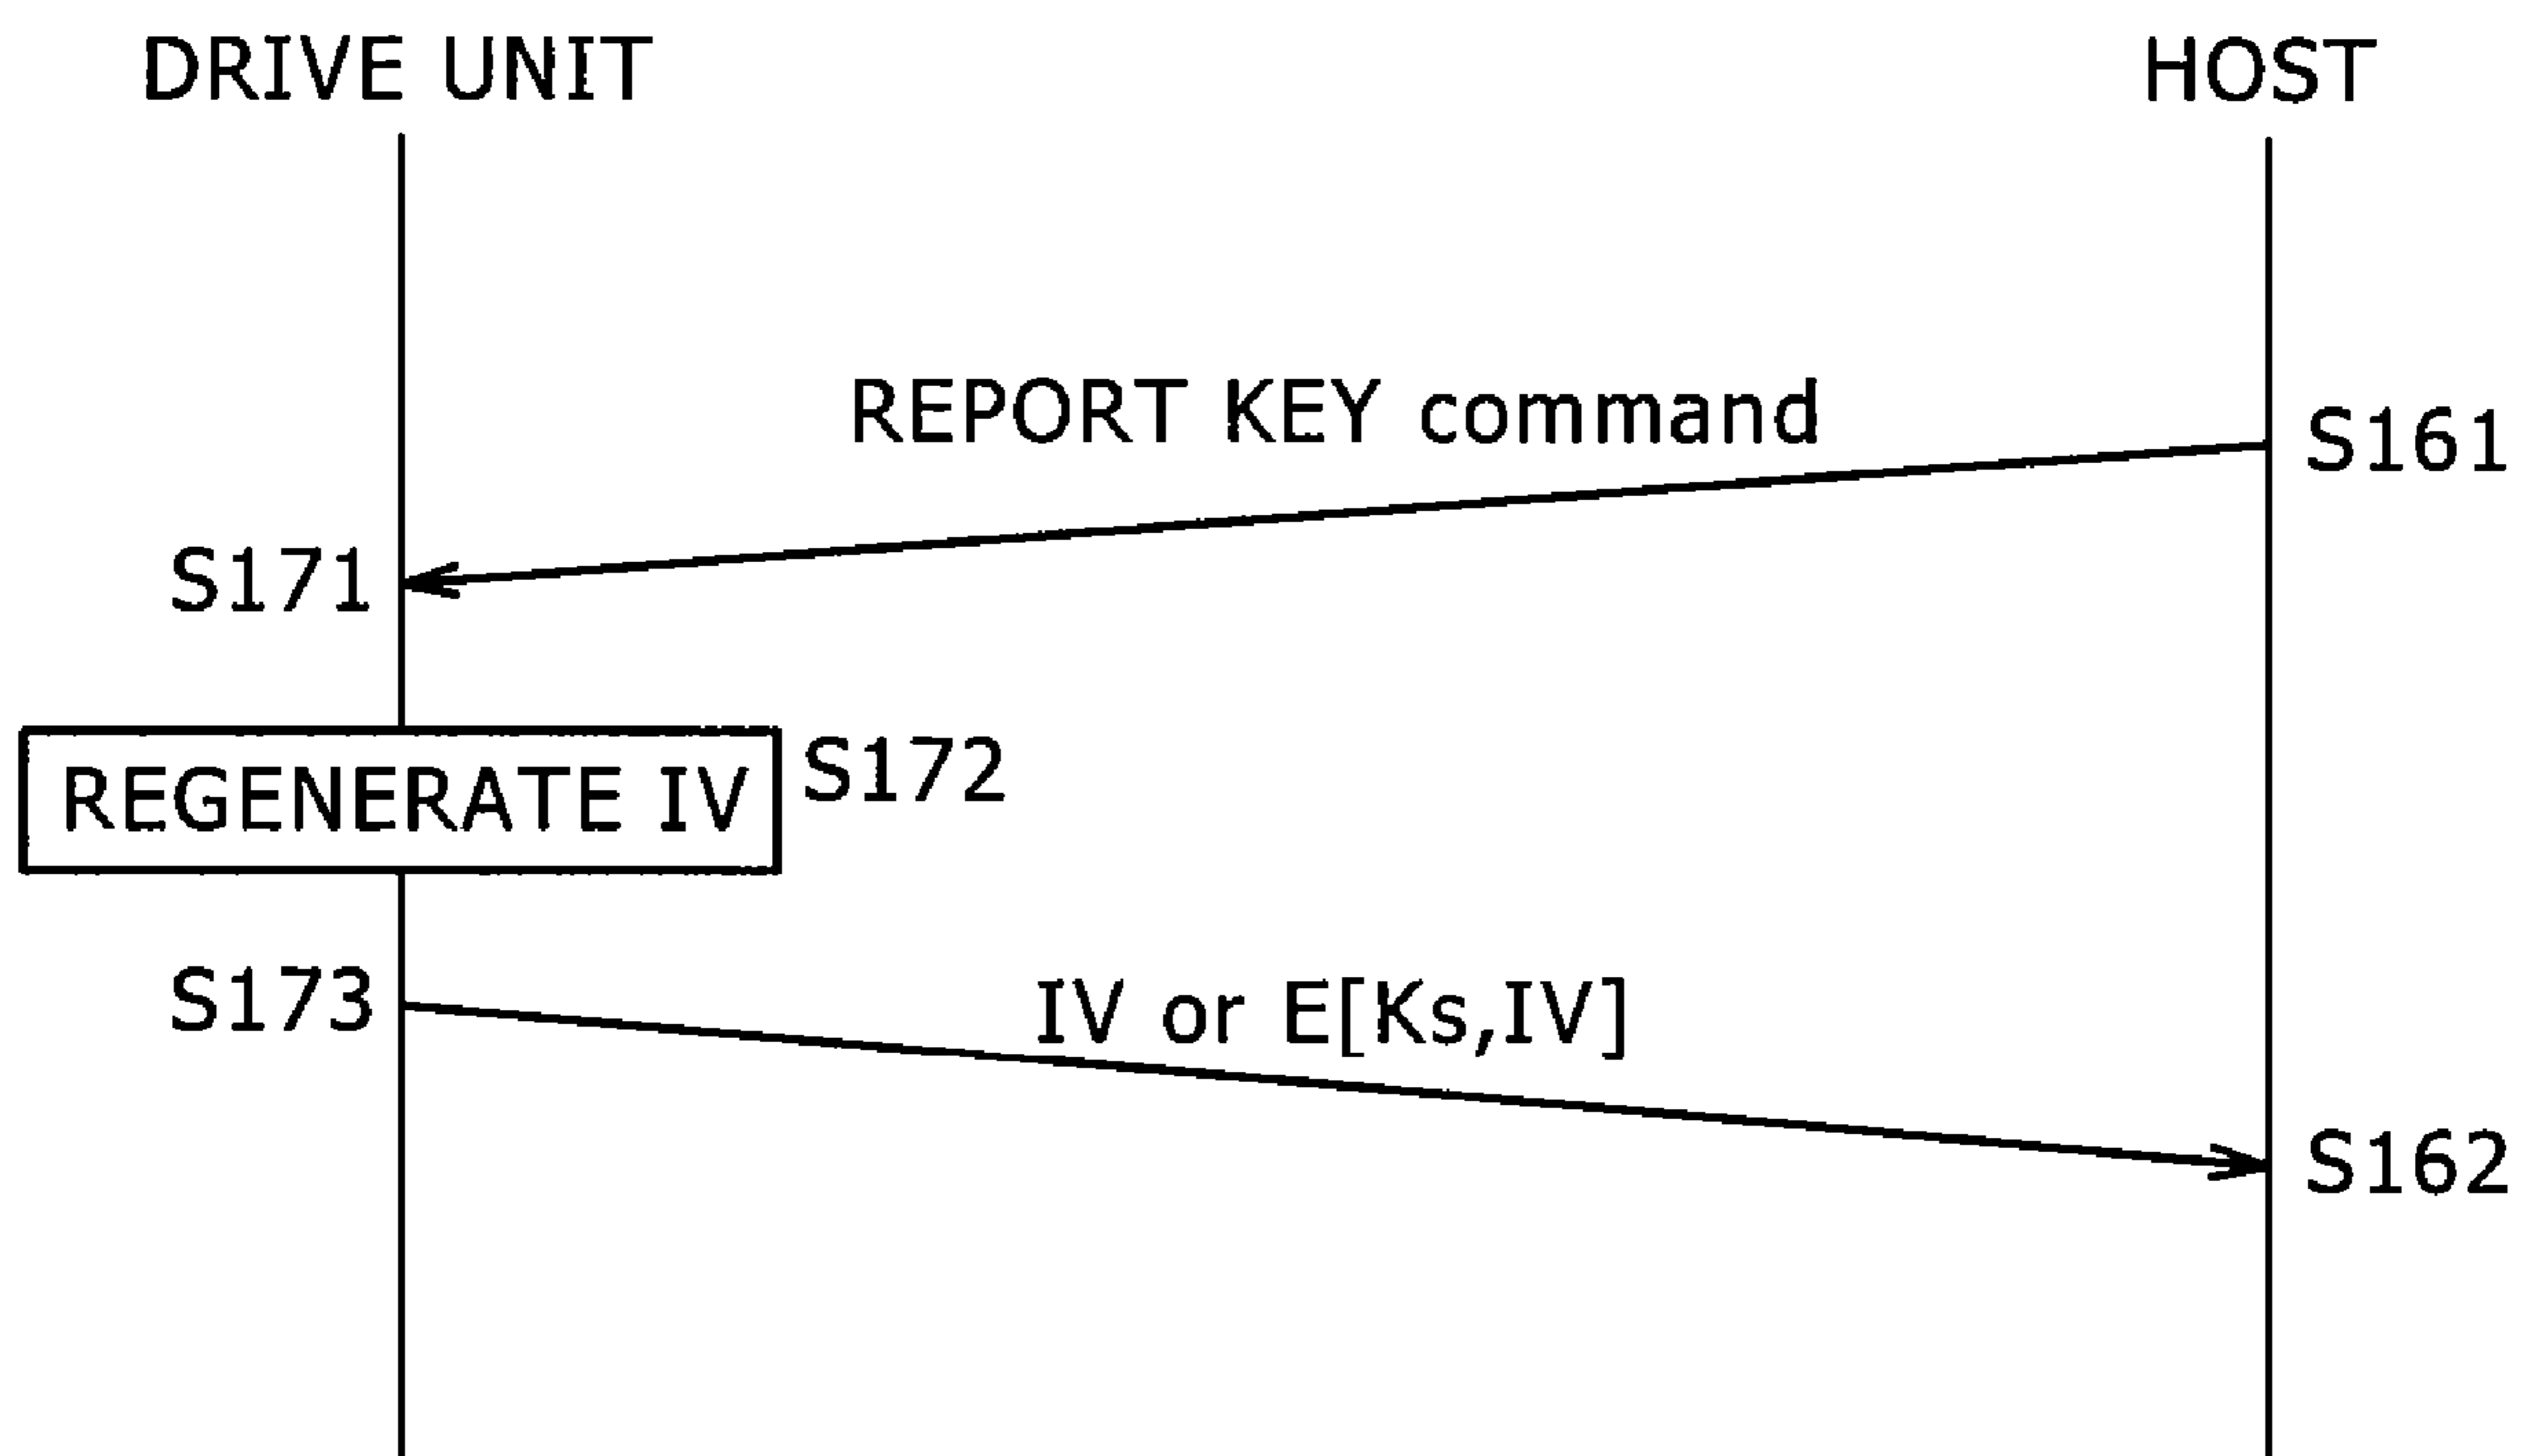 DRIVE UNIT
HOST
REPORT KEY command
S161
S171
REGENERATE IV
S172
S173
IV or E[Ks,IV]
S162